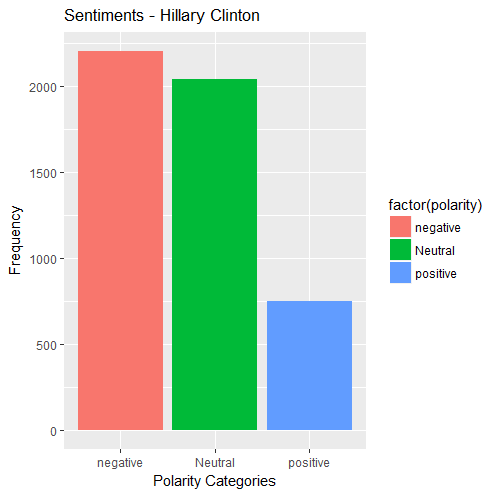 Sentiments - Hillary Clinton
Frequency
2000
1500
1000
500
0
negative Neutral positive
Polarity Categories
factor(polarity)
negative
Neutral
positive